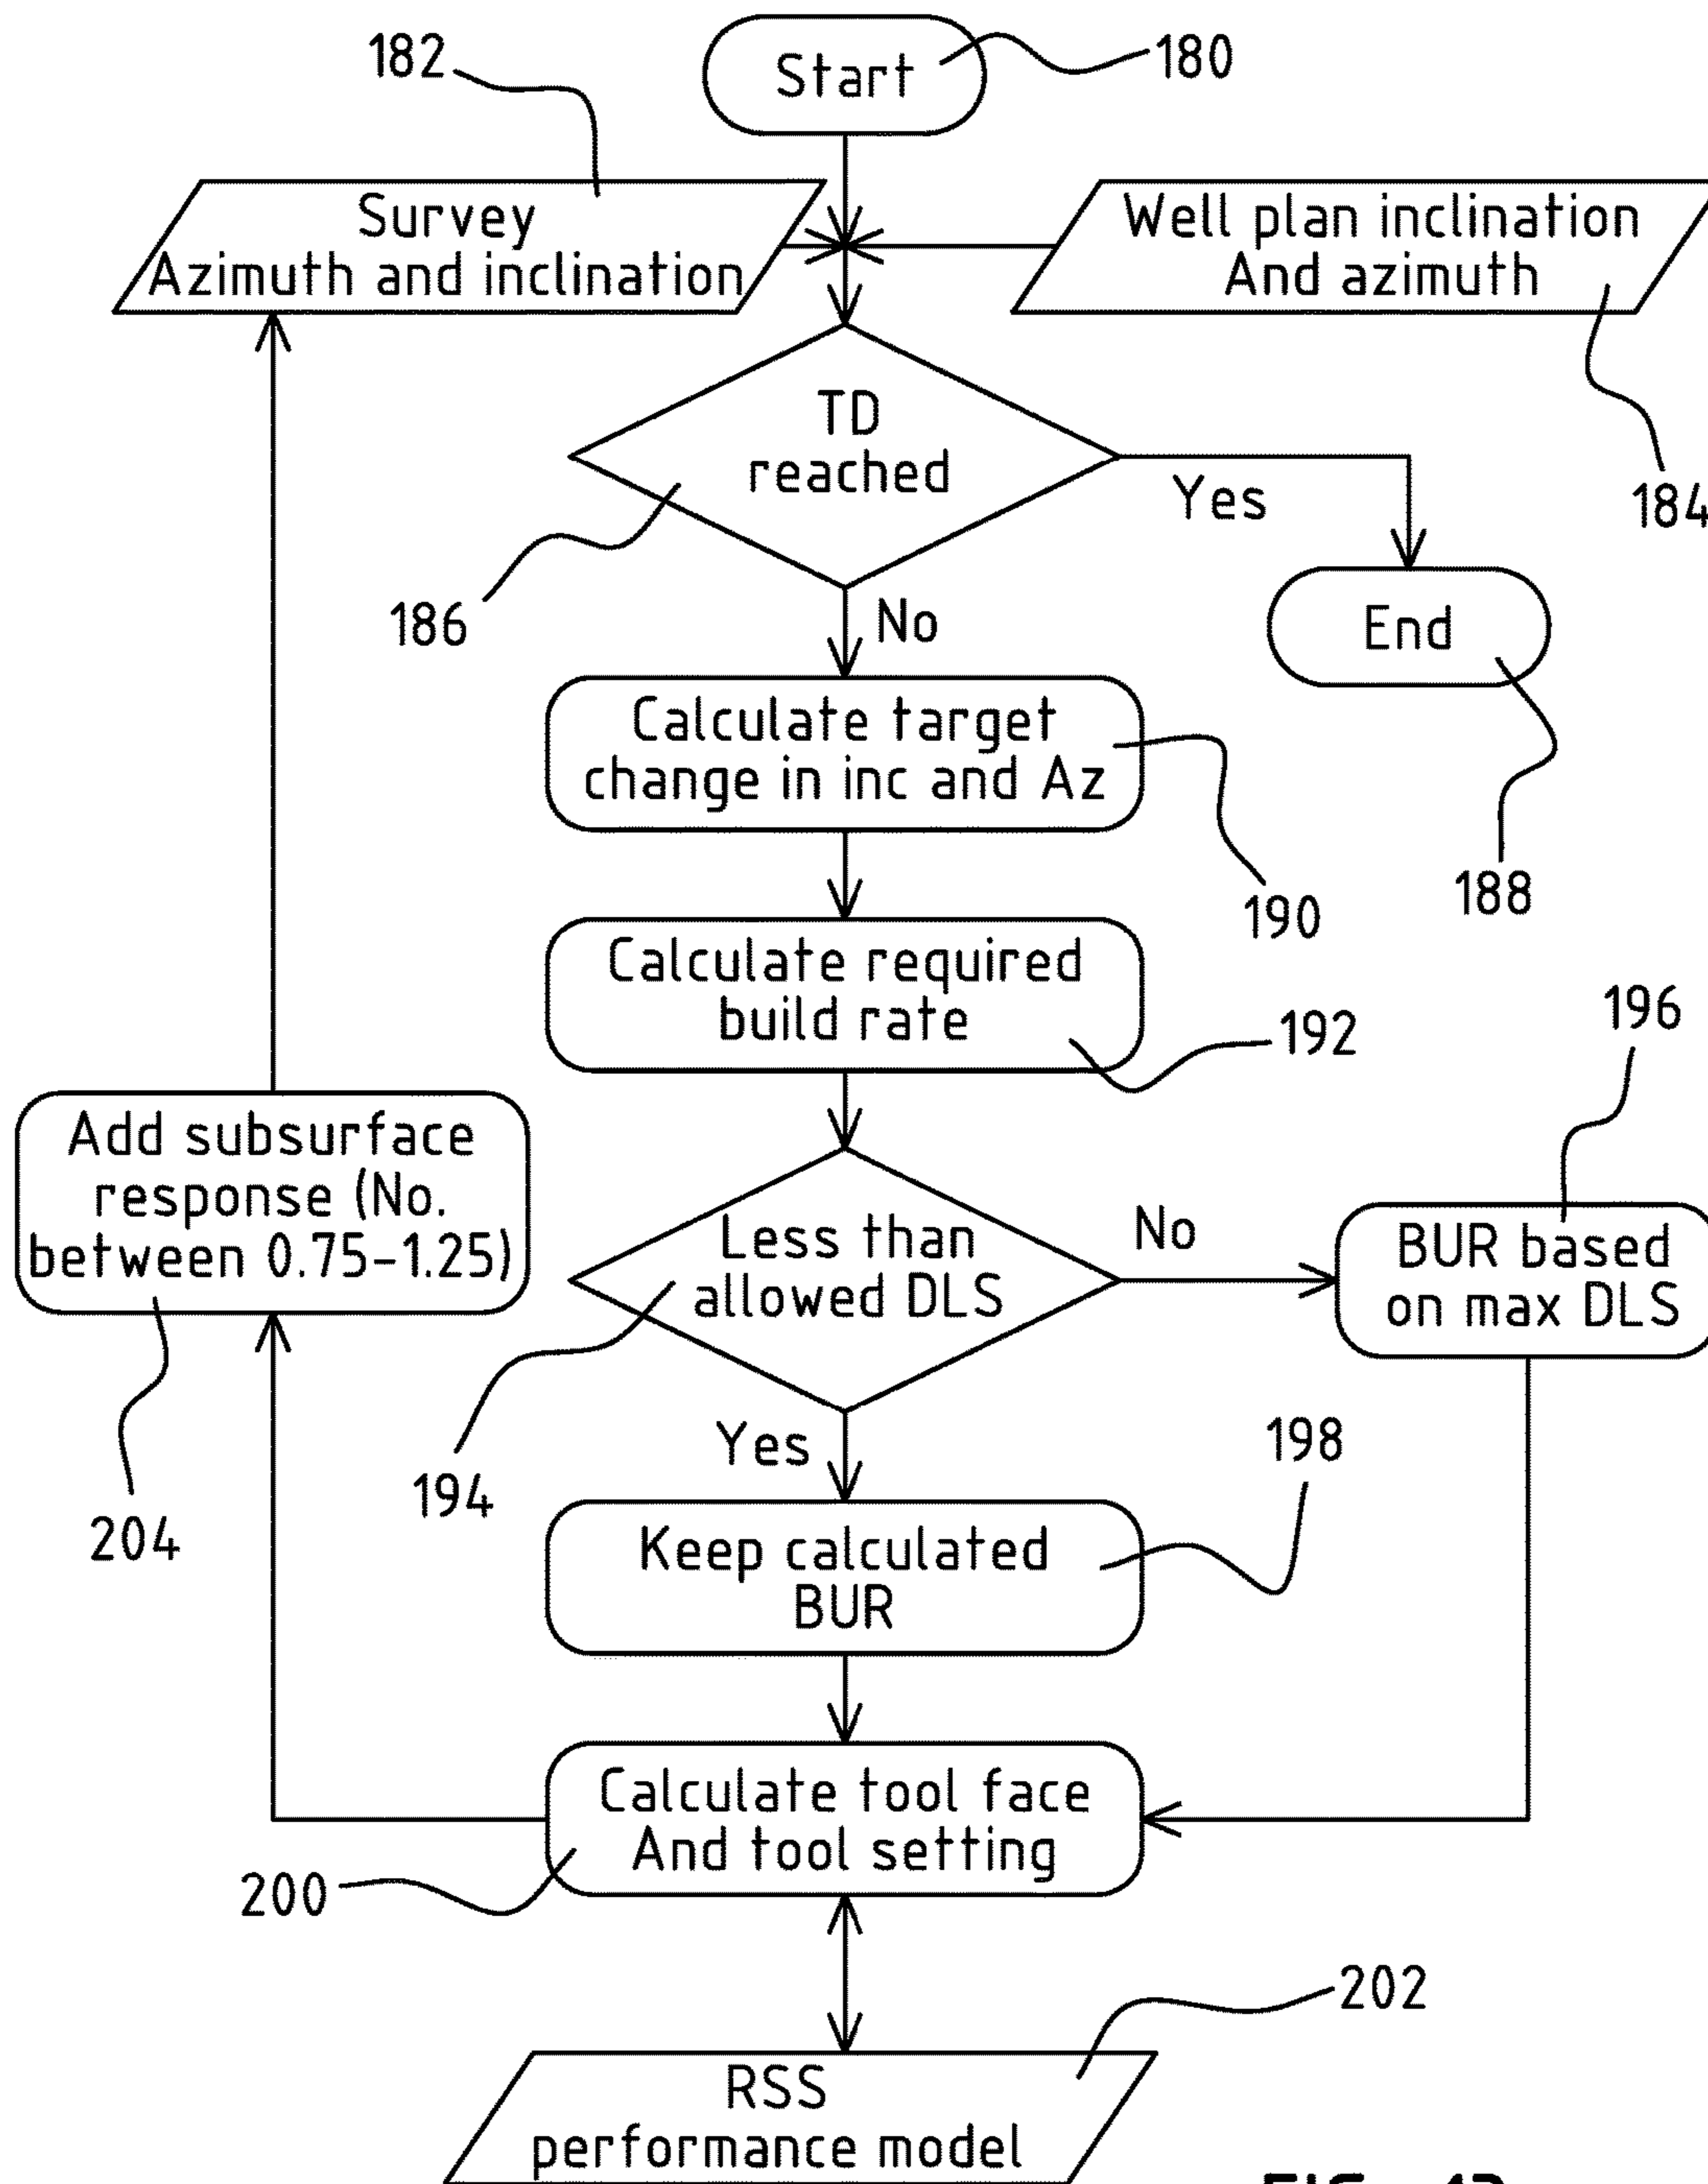 182
Start
180
Survey
Azimuth and inclination
Well plan inclination
And azimuth
TD
reached
Yes
184
186
No
End
Calculate target
change in inc and Az
190
188
Calculate required
build rate
192
196
Add subsurface
response (No.
between 0.75-1.25)
Less than
allowed DLS
No
BUR based
on max DLS
194
Yes
198
204
Keep calculated
BUR
Calculate tool face
And tool setting
200
202
RSS
performance model